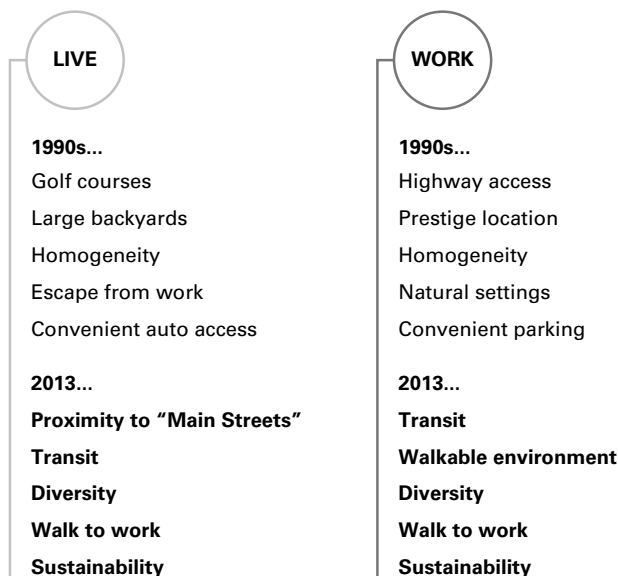 LIVE
1990s...
Golf courses
Large backyards
Homogeneity
Escape from work
Convenient auto access
2013...
Proximity to “Main Streets”
Transit
Diversity
Walk to work
Sustainability
WORK
1990s...
Highway access
Prestige location
Homogeneity
Natural settings
Convenient parking
2013...
Transit
Walkable environment
Diversity
Walk to work
Sustainability